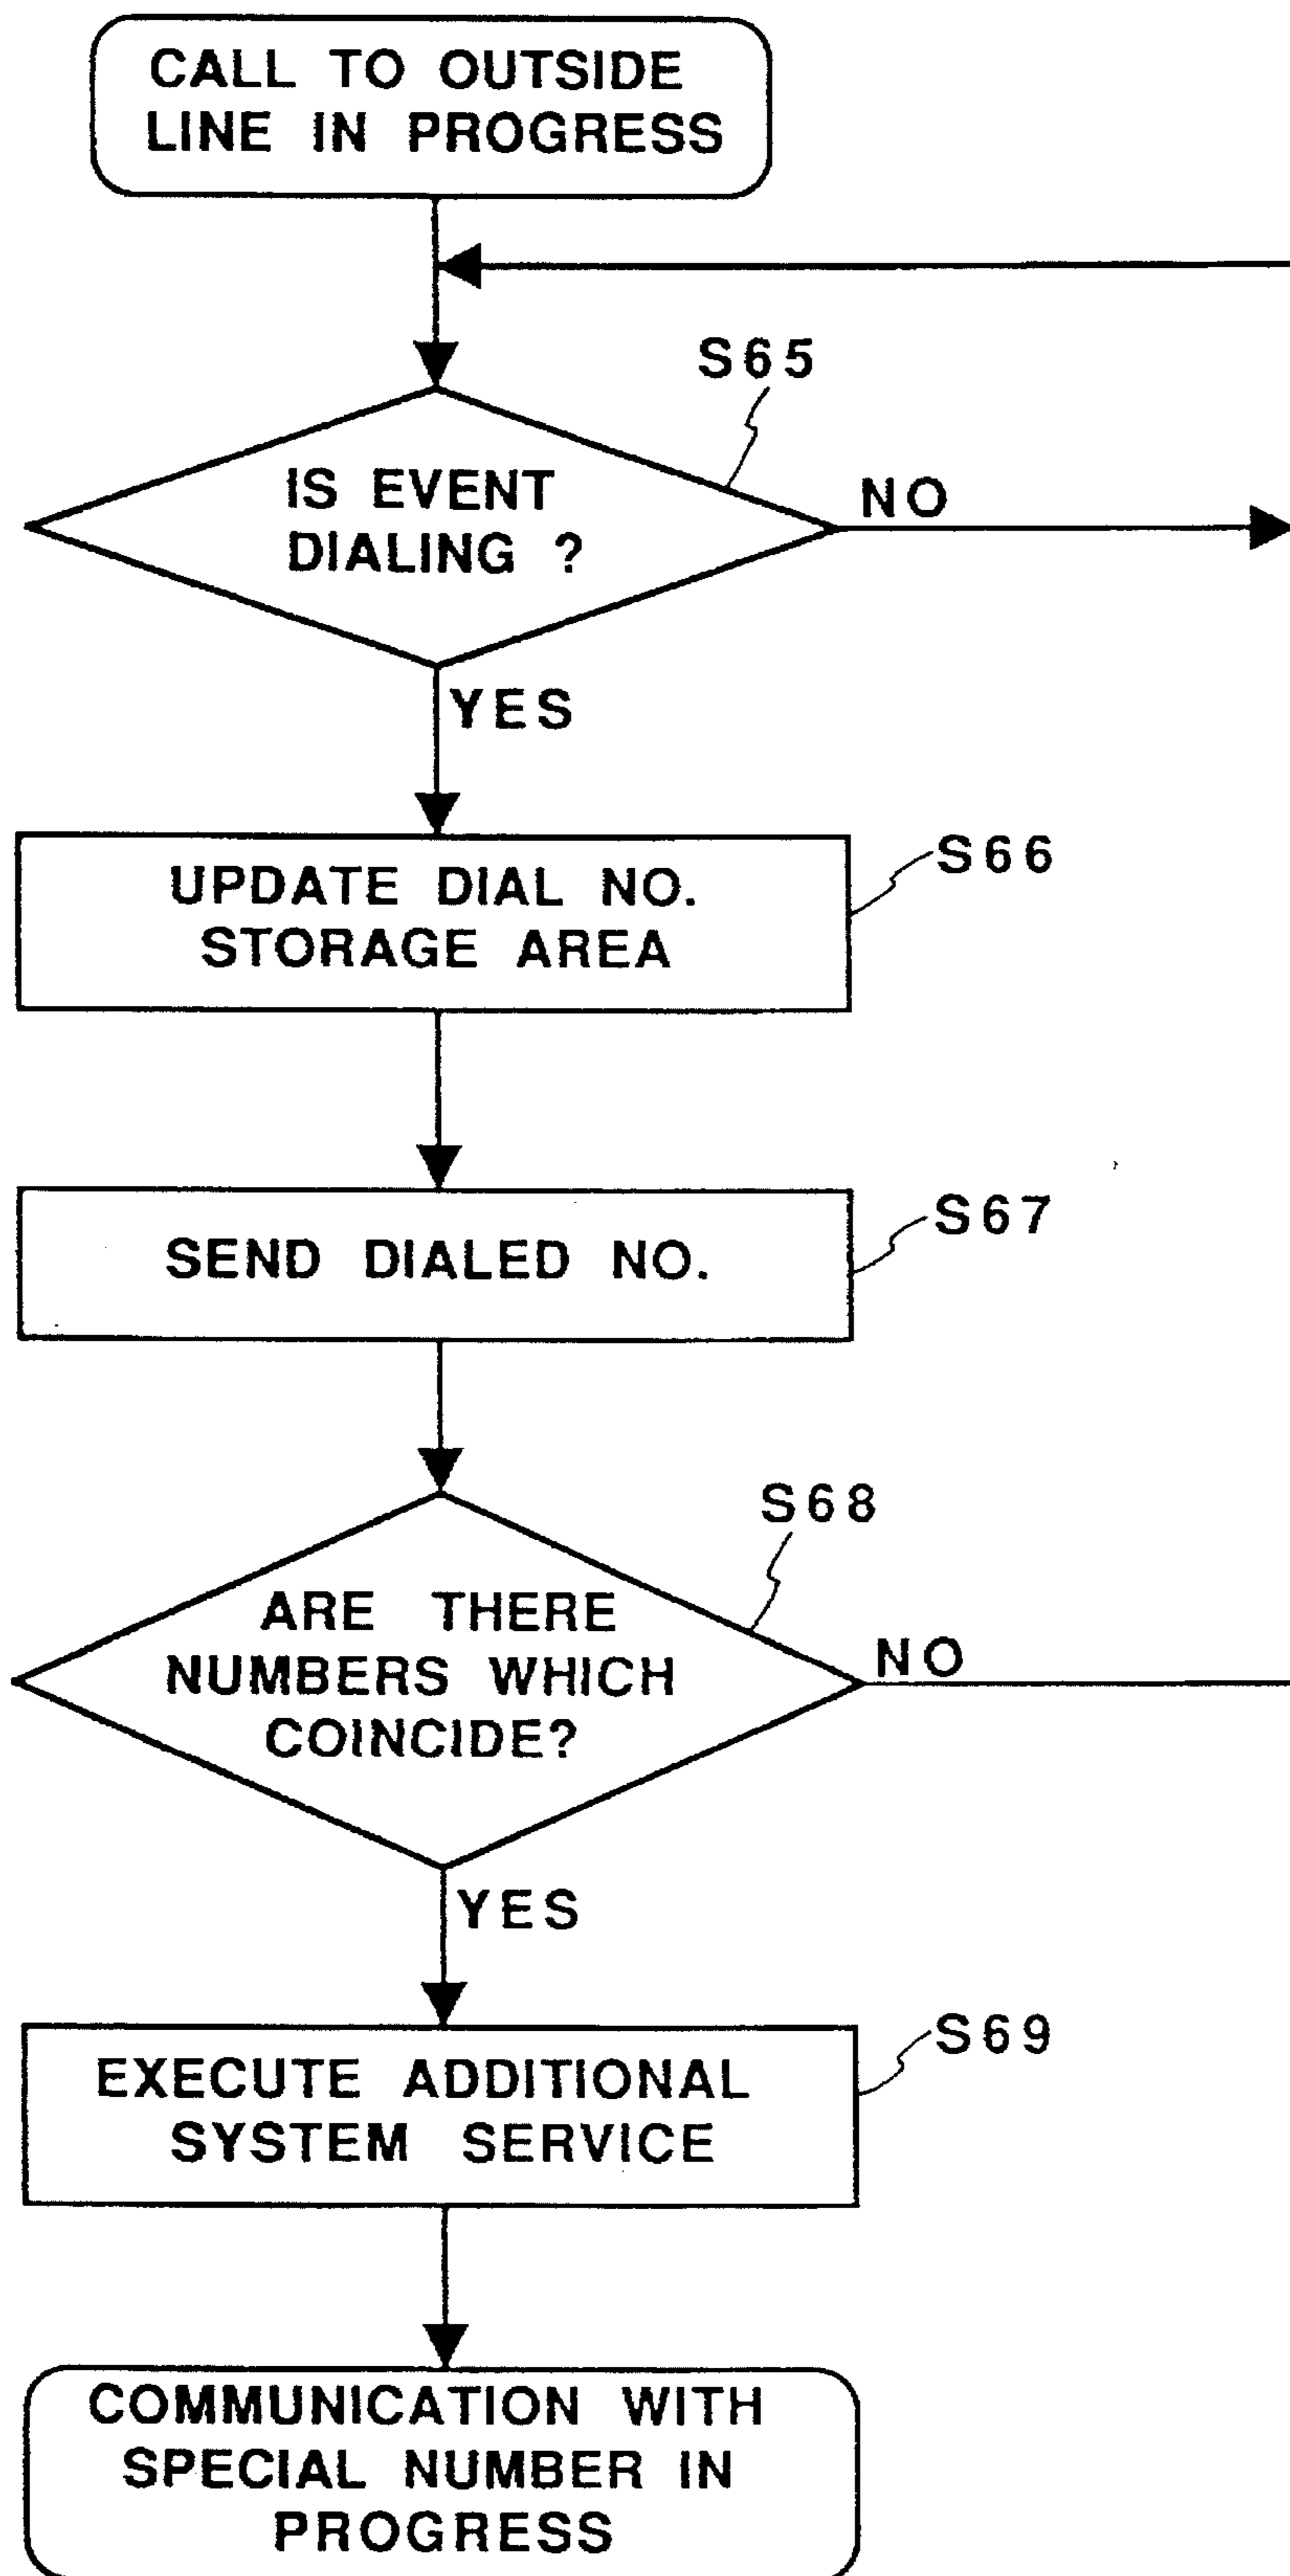 CALL TO OUTSIDE
LINE IN PROGRESS
S65
IS EVENT
DIALING ?
NO
YES
S66
UPDATE DIAL NO.
STORAGE AREA
S67
SEND DIALED NO.
S68
ARE THERE
NUMBERS WHICH
COINCIDE?
NO
YES
S69
EXECUTE ADDITIONAL
SYSTEM SERVICE
COMMUNICATION WITH
SPECIAL NUMBER IN
PROGRESS